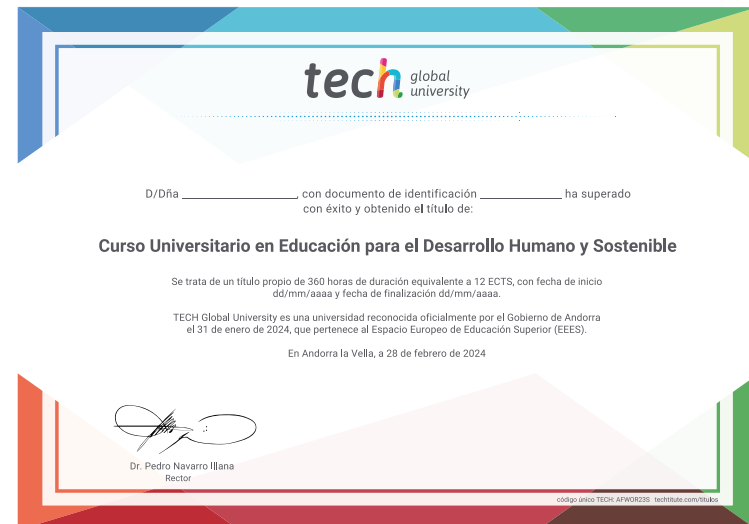 tech global university
D/Dña ____________, con documento de identificación ____________ ha superado
con éxito y obtenido el título de:
Curso Universitario en Educación para el Desarrollo Humano y Sostenible
Se trata de un título propio de 360 horas de duración equivalente a 12 ECTS, con fecha de inicio
dd/mm/aaaa y fecha de finalización dd/mm/aaaa.
TECH Global University es una universidad reconocida oficialmente por el Gobierno de Andorra
el 31 de enero de 2024, que pertenece al Espacio Europeo de Educación Superior (EEES).
En Andorra la Vella, a 28 de febrero de 2024
Dr. Pedro Navarro Illana
Rector
código único TECH: AFWOR23S techtitute.com/titulos